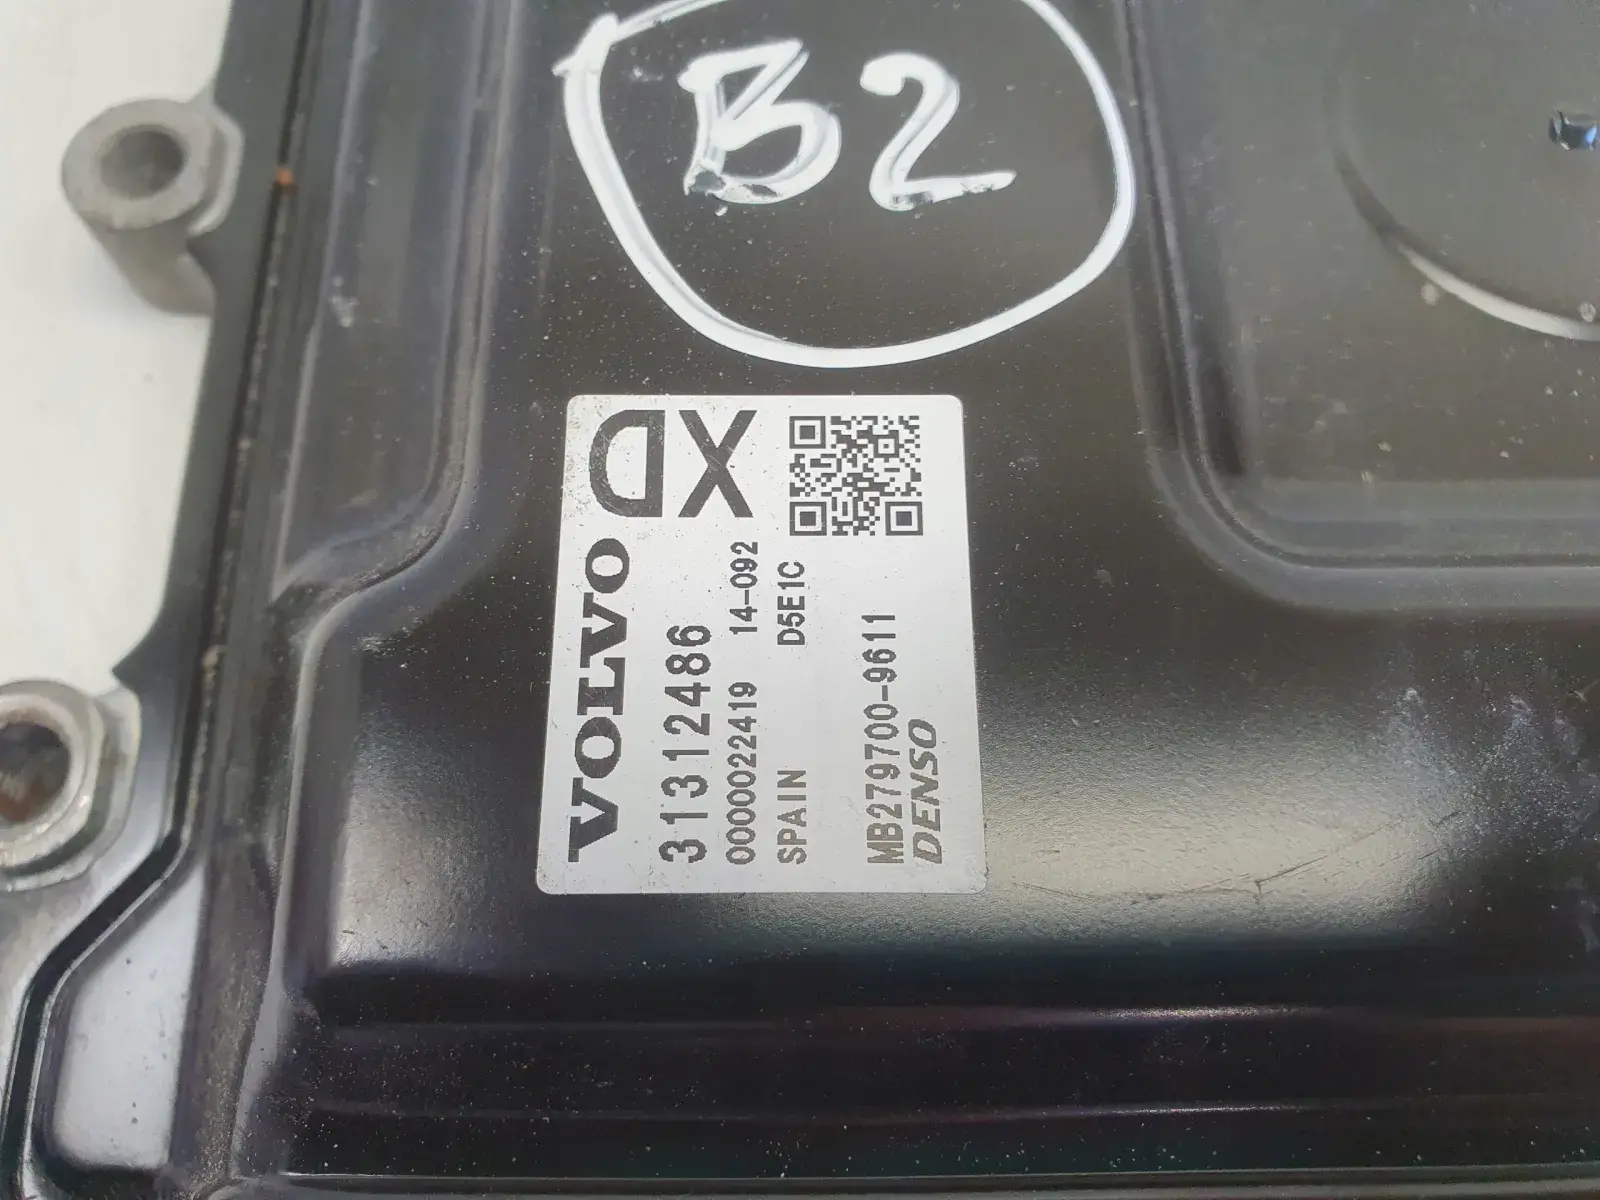 B2
VOLVO XD
31312486
0000022419 14-092
SPAIN D5E1C
MB279700-9611
DENSO